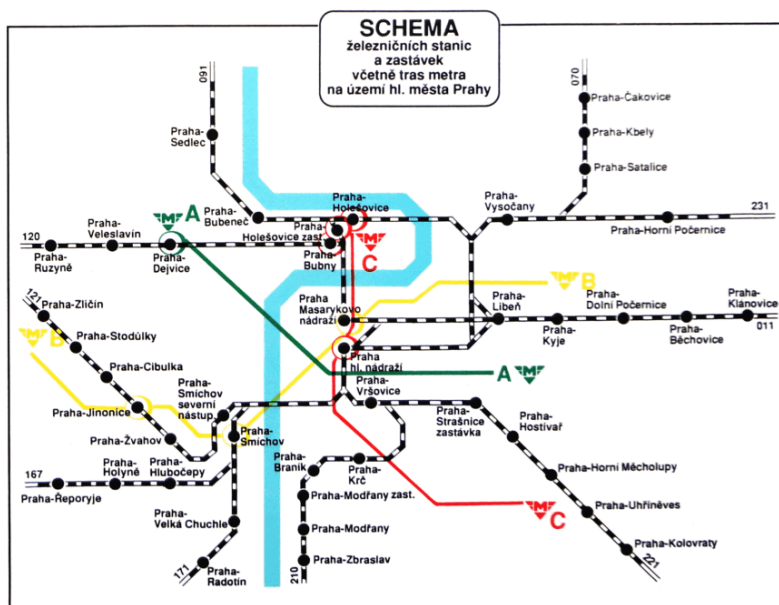 SCHEMA
železničních stanic
a zastávek
včetně tras metra
na území hl. města Prahy
091
070
Praha-Čakovice
Praha-Kbely
Praha-Satalice
Praha-
Sedlec
A
M
Praha-
Bubeneč
Praha-
Holešovice
Praha-
Holešovice zast.
Praha-
Bubny
M
C
Praha-
Vysočany
231
Praha-Horní Počernice
Praha-
Veleslavín
120
Praha-
Ruzyně
Praha-
Dejvice
121
Praha-Zličín
M
B
Praha-Stodůlky
Praha-Cibulka
Praha-Jinonice
Praha-Žvahov
Praha-
Smíchov
severní
nástup.
Praha-
Smíchov
Praha
Masarykovo
nádraží
Praha
hl. nádraží
M
B
Praha-
Libeň
Praha-
Kyje
Praha-
Dolní Počernice
Praha-
Běchovice
Praha-
Klánovice
011
A
M
Praha-
Vršovice
Praha-
Strašnice
zastávka
Praha-
Hostivař
Praha-Horní Měcholupy
Praha-Uhříněves
Praha-Kolovraty
221
M
C
167
Praha-Řeporyje
Praha-
Holyně
Praha-
Hlubočepy
Praha-
Velká Chuchle
171
Praha-
Radotín
Praha-
Braník
Praha-
Krč
Praha-Modřany zast.
Praha-Modřany
Praha-Zbraslav
210